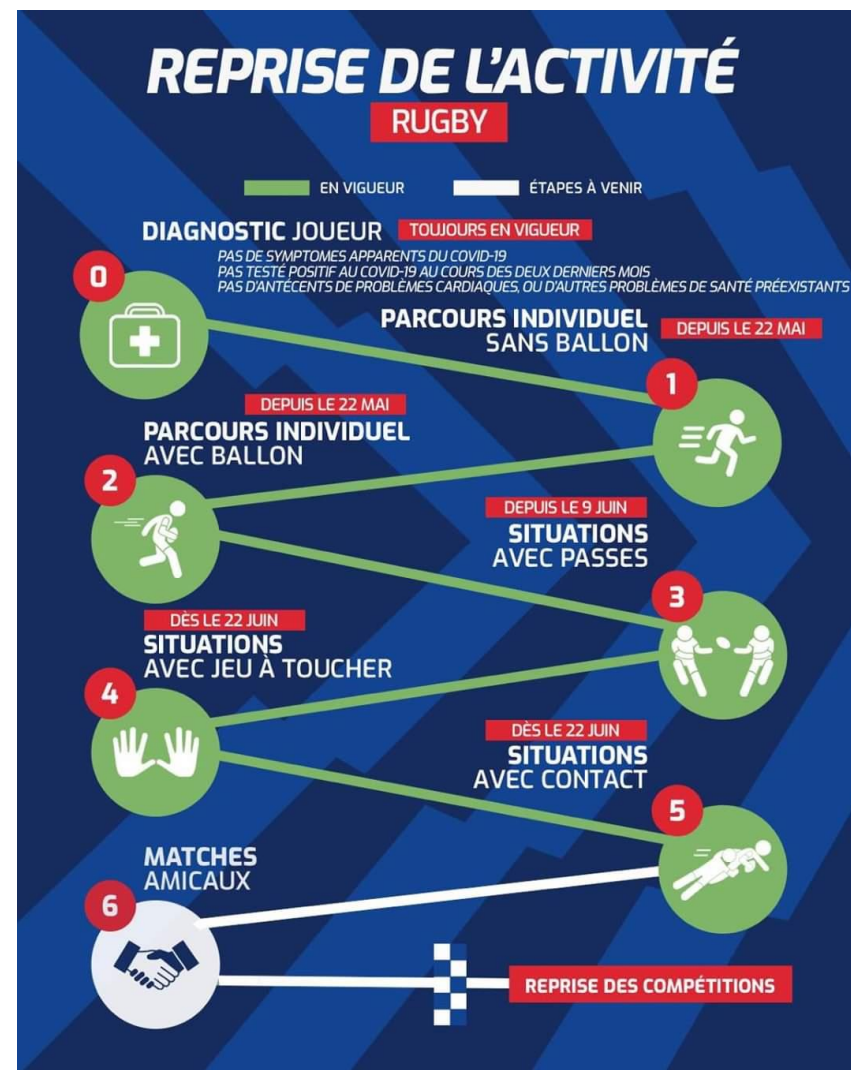 REPRISE DE L'ACTIVITÉ
RUGBY
EN VIGUEUR
ÉTAPES À VENIR
DIAGNOSTIC JOUEUR TOUJOURS EN VIGUEUR
PAS DE SYMPTOMES APPARENTS DU COVID-19
PAS TESTÉ POSITIF AU COVID-19 AU COURS DES DEUX DERNIERS MOIS
PAS D'ANTÉCENTS DE PROBLÈMES CARDIAQUES, OU D'AUTRES PROBLÈMES DE SANTÉ PRÉEXISTANTS
0
PARCOURS INDIVIDUEL DEPUIS LE 22 MAI
SANS BALLON
1
DEPUIS LE 22 MAI
PARCOURS INDIVIDUEL
AVEC BALLON
2
DEPUIS LE 9 JUIN
SITUATIONS
AVEC PASSES
3
DÈS LE 22 JUIN
SITUATIONS
AVEC JEU À TOUCHER
4
DÈS LE 22 JUIN
SITUATIONS
AVEC CONTACT
5
MATCHES
AMICAUX
6
REPRISE DES COMPÉTITIONS